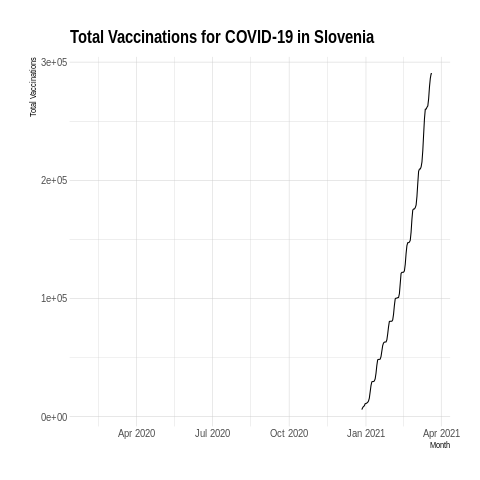 Total Vaccinations for COVID-19 in Slovenia
Total Vaccinations
3e+05
2e+05
1e+05
0e+00
Apr 2020 Jul 2020 Oct 2020 Jan 2021 Apr 2021
Month